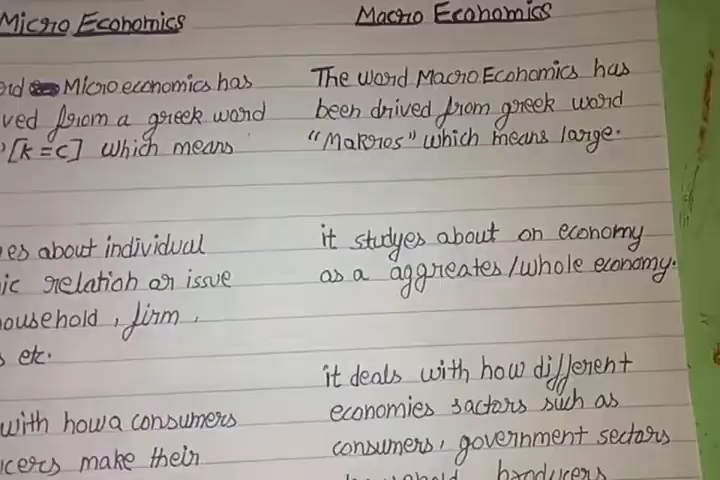 Micro Economics
Macro Economics
Micro economics has
ved from a greek word
[k=c] which means
The word Macro Economics has
been drived from greek word
"Makros" which means large.
es about individual
ic relation or issue
ousehold, firm,
s etc.
it studyes about on economy
as a aggreates/whole economy.
with how a consumers
ucers make their
it deals with how different
economies sactors such as
consumers, government sectors